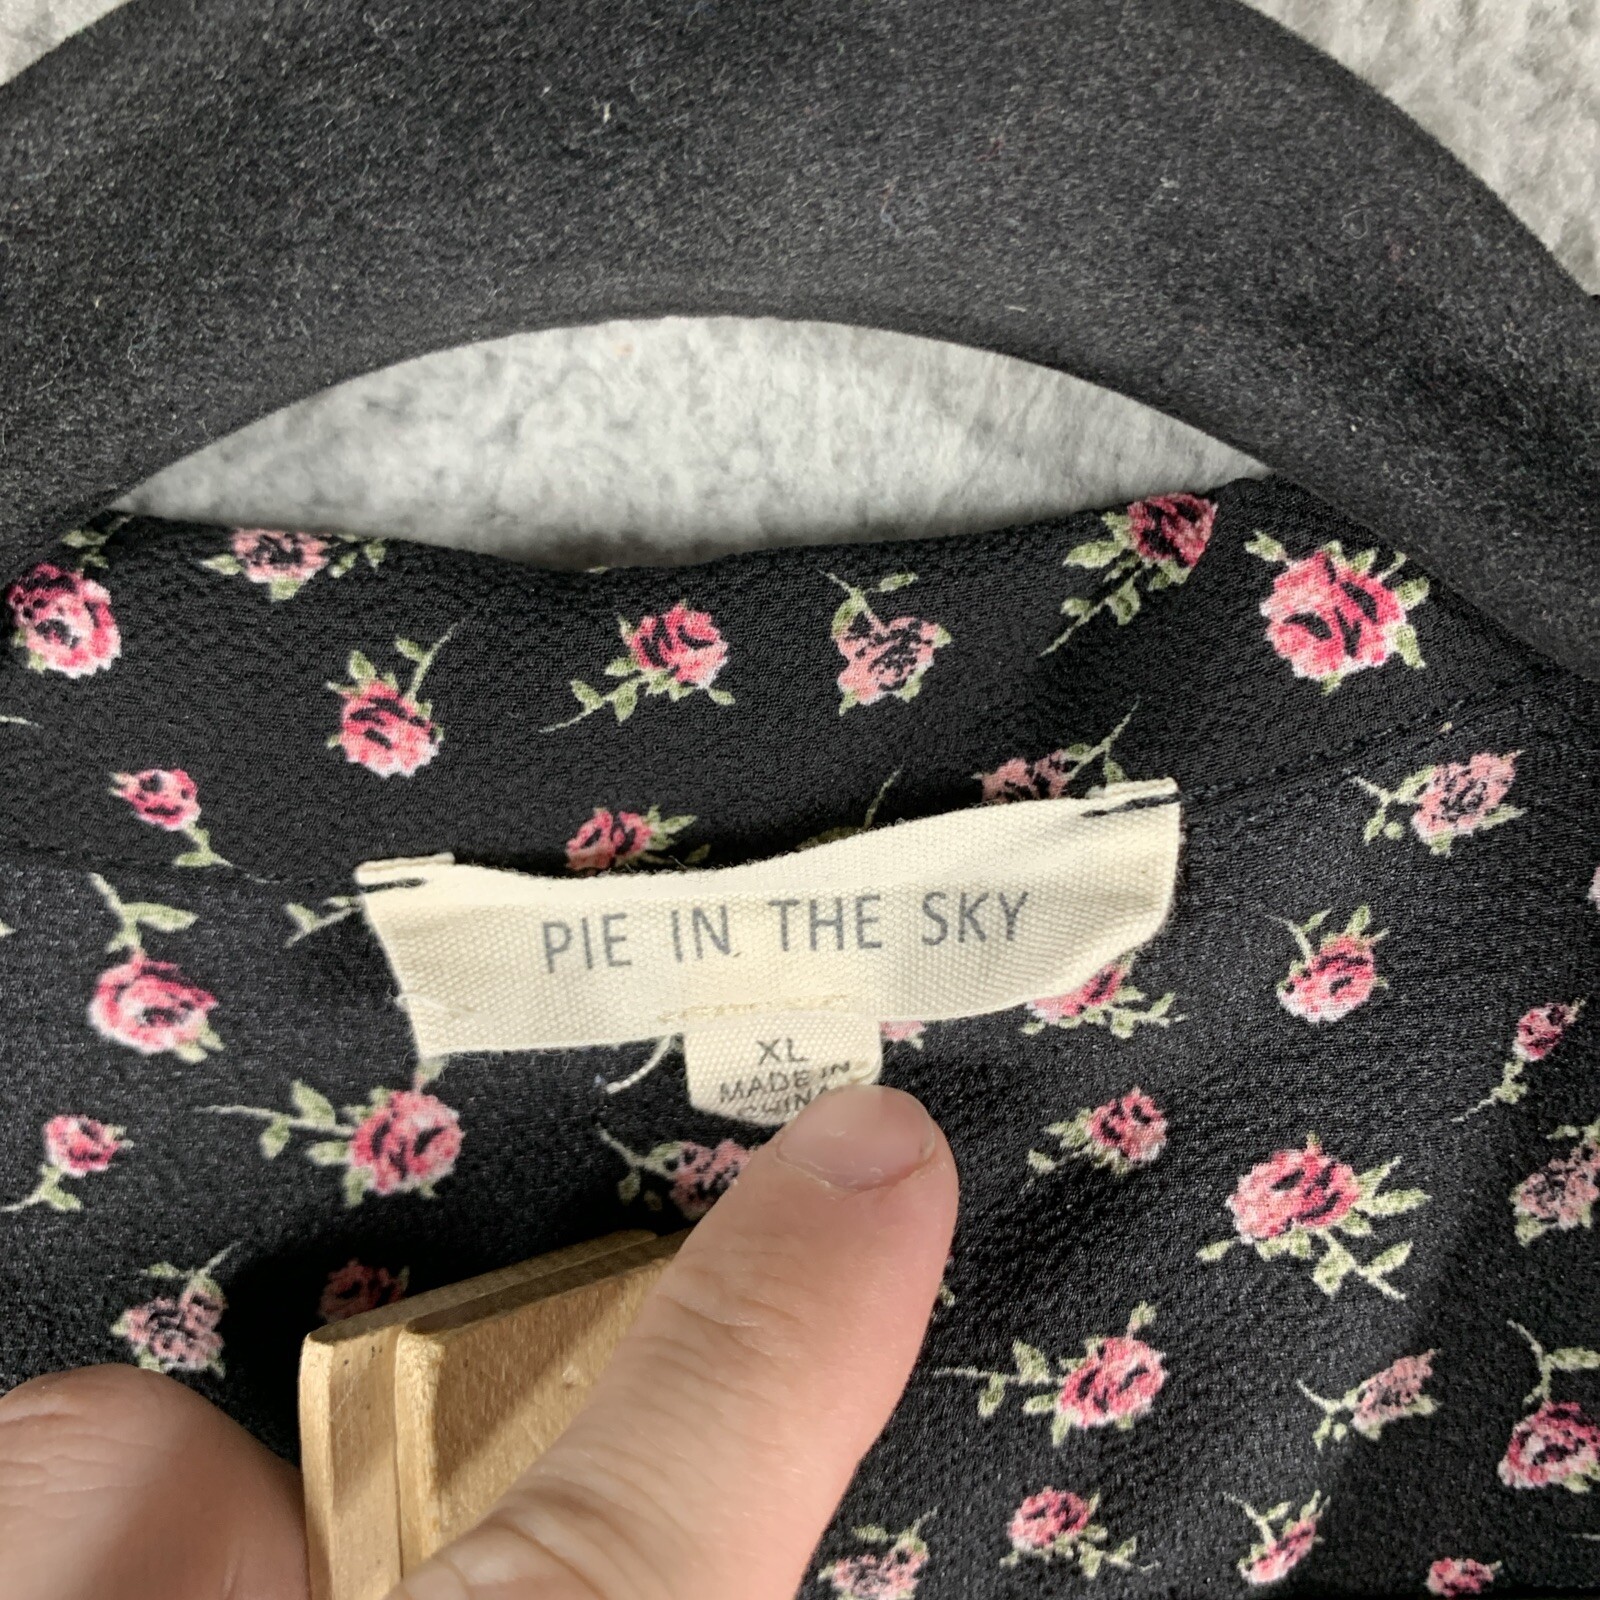 PIE IN THE SKY
XL
MADE IN
CHINA